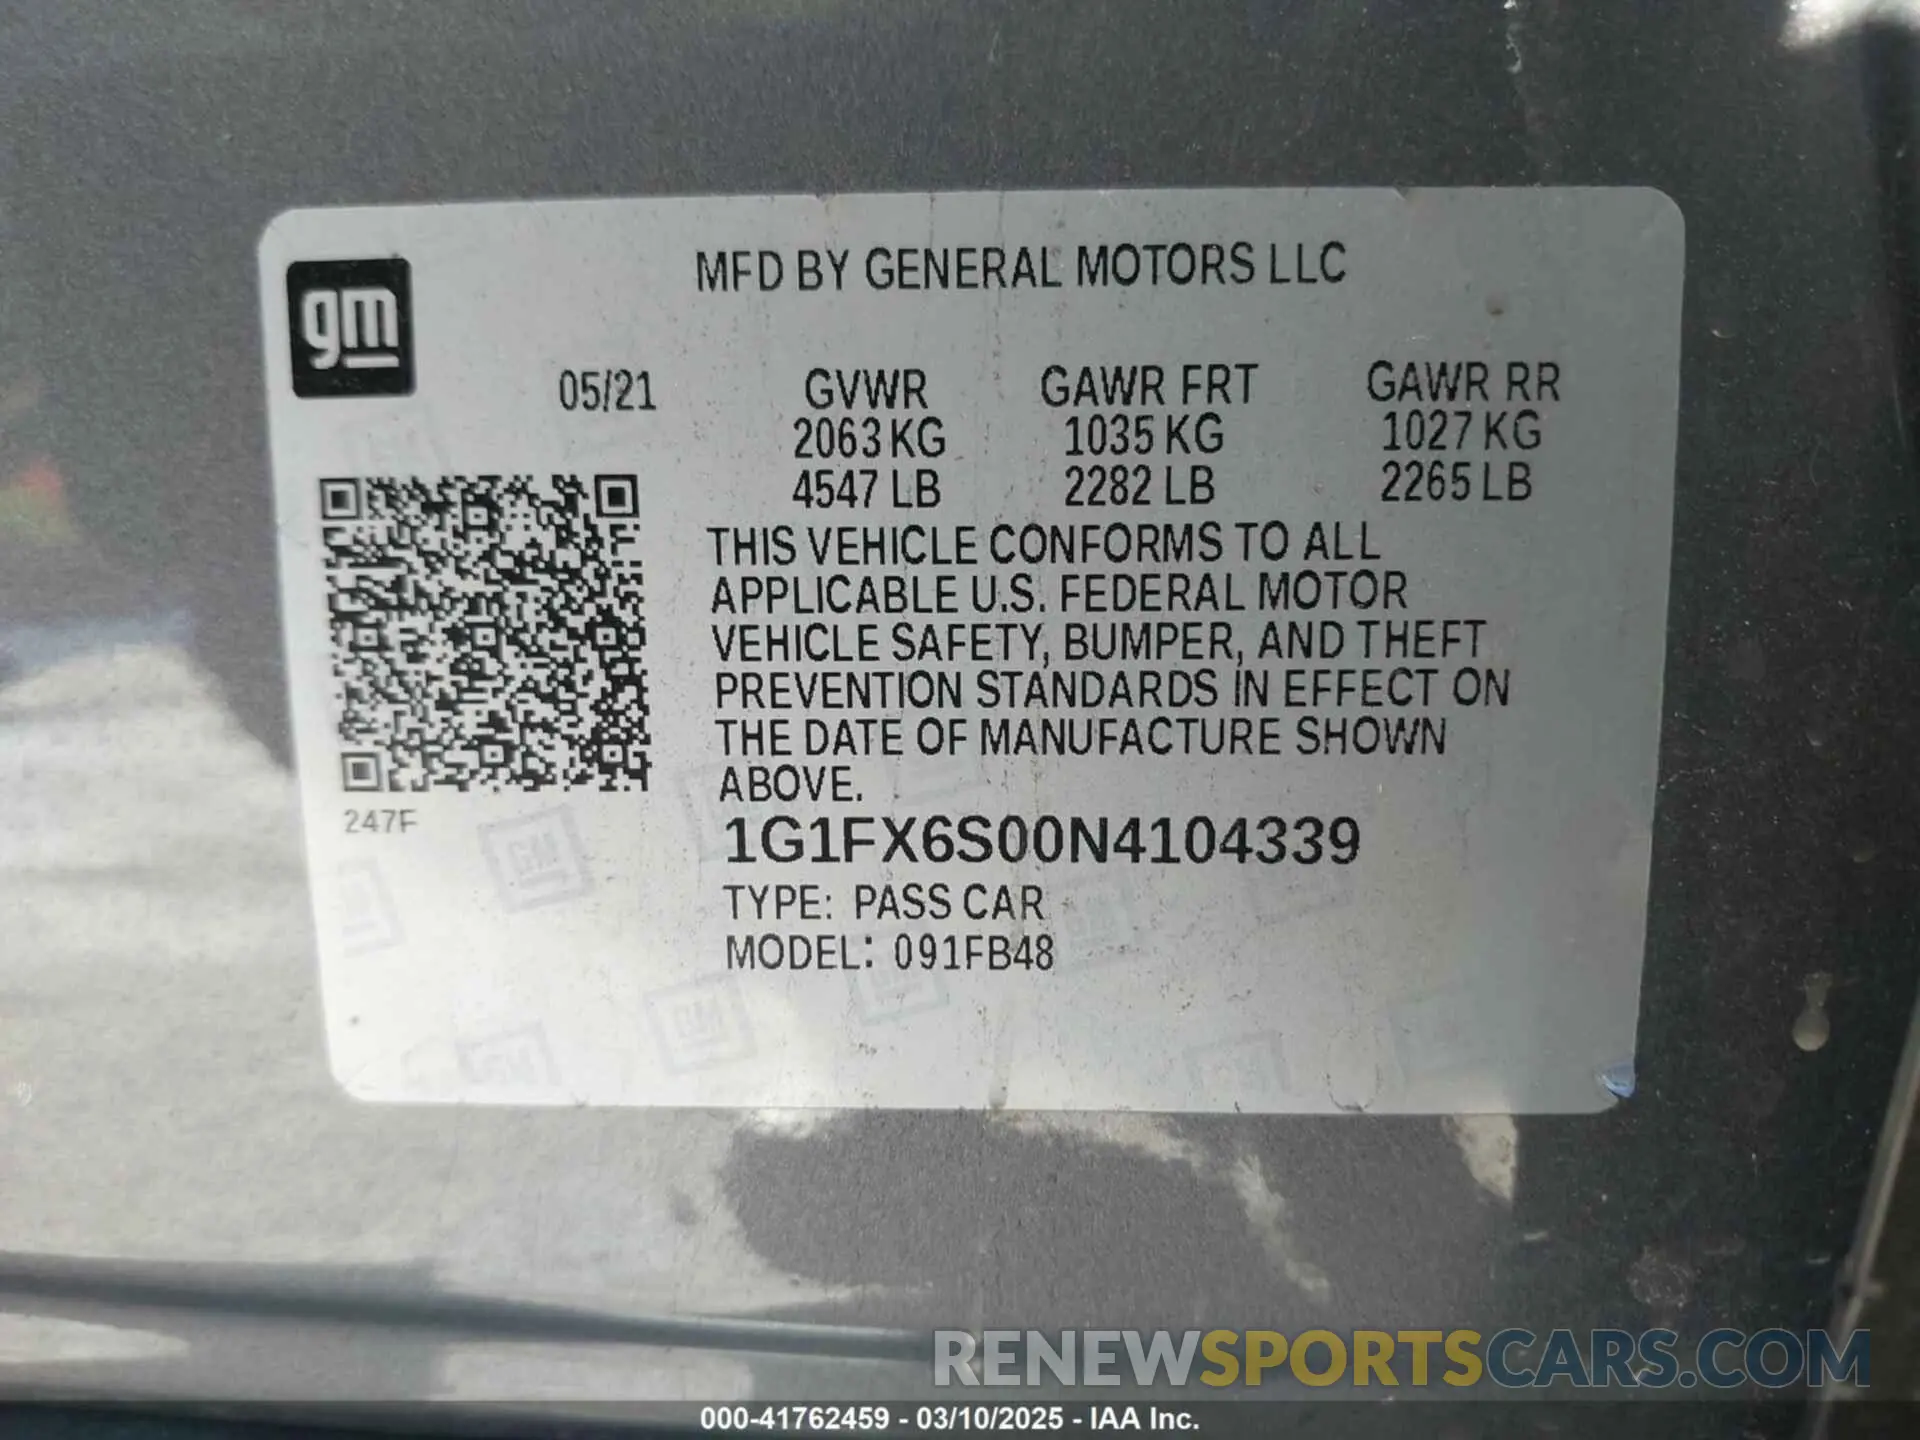 MFD BY GENERAL MOTORS LLC
gm
05/21 GVWR GAWR FRT GAWR RR
2063 KG 1035 KG 1027 KG
4547 LB 2282 LB 2265 LB
THIS VEHICLE CONFORMS TO ALL
APPLICABLE U.S. FEDERAL MOTOR
VEHICLE SAFETY, BUMPER, AND THEFT
PREVENTION STANDARDS IN EFFECT ON
THE DATE OF MANUFACTURE SHOWN
ABOVE.
247F
1G1FX6S00N4104339
TYPE: PASS CAR
MODEL: 091FB48
GM
GM
GM
RENEWSPORTSCARS.COM
000-41762459 - 03/10/2025 - IAA Inc.